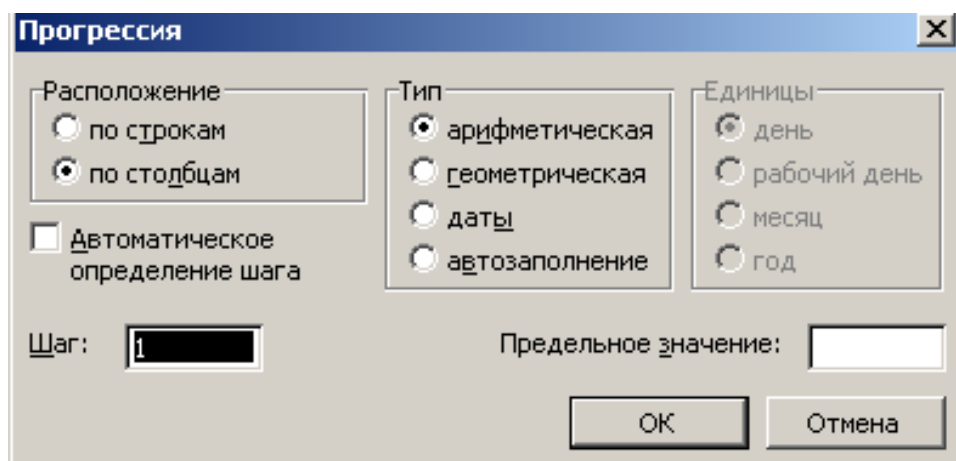 Прогрессия
Расположение
по строкам
по столбцам
Автоматическое
определение шага
Тип
арифметическая
геометрическая
даты
автозаполнение
Единицы
день
рабочий день
месяц
год
Шаг: 1
Предельное значение:
ОК
Отмена